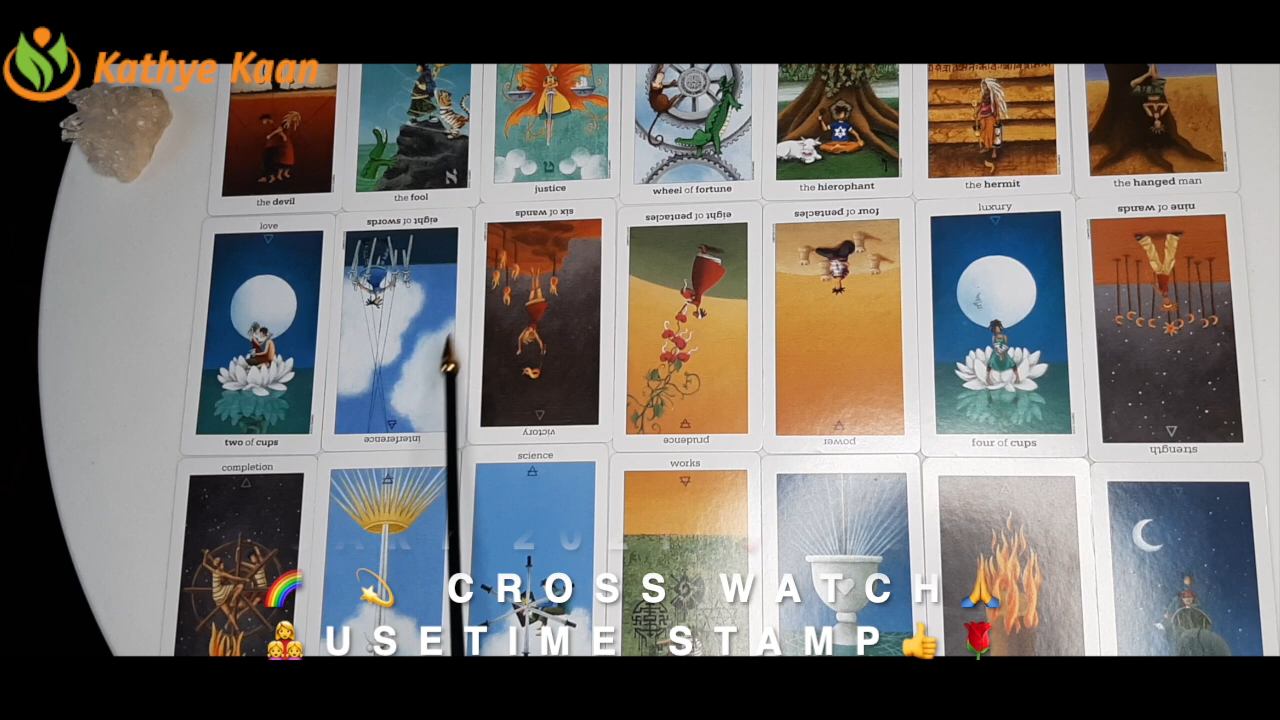 Kathye Kaan
the devil
the fool
justice
wheel of fortune
the hierophant
the hermit
the hanged man
love
eight of swords
six of wands
eight of pentacles
four of pentacles
luxury
nine of wands
two of cups
interference
victory
prudence
power
four of cups
strength
completion
science
works
CROSS WATCH
USETIME STAMP